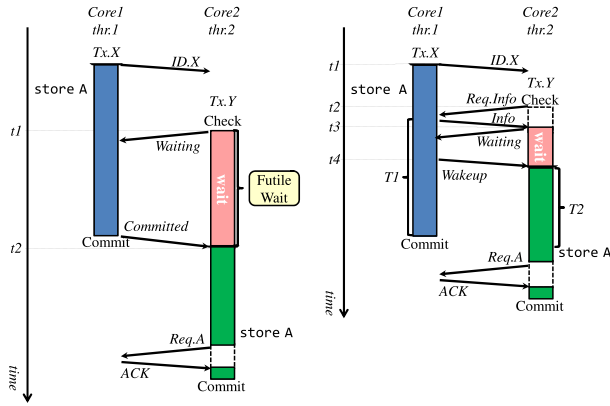 Core1
thr.1
Core2
thr.2
Tx.X
ID.X
store A
Tx.Y
Check
t1
Waiting
wait
Futile
Wait
Committed
Commit
t2
store A
Req.A
ACK
Commit
time
Core1
thr.1
Core2
thr.2
Tx.X
t1
ID.X
store A
Tx.Y
Check
t2
Req.Info
Info
t3
Waiting
wait
t4
Wakeup
T1
T2
Commit
store A
Req.A
ACK
Commit
time